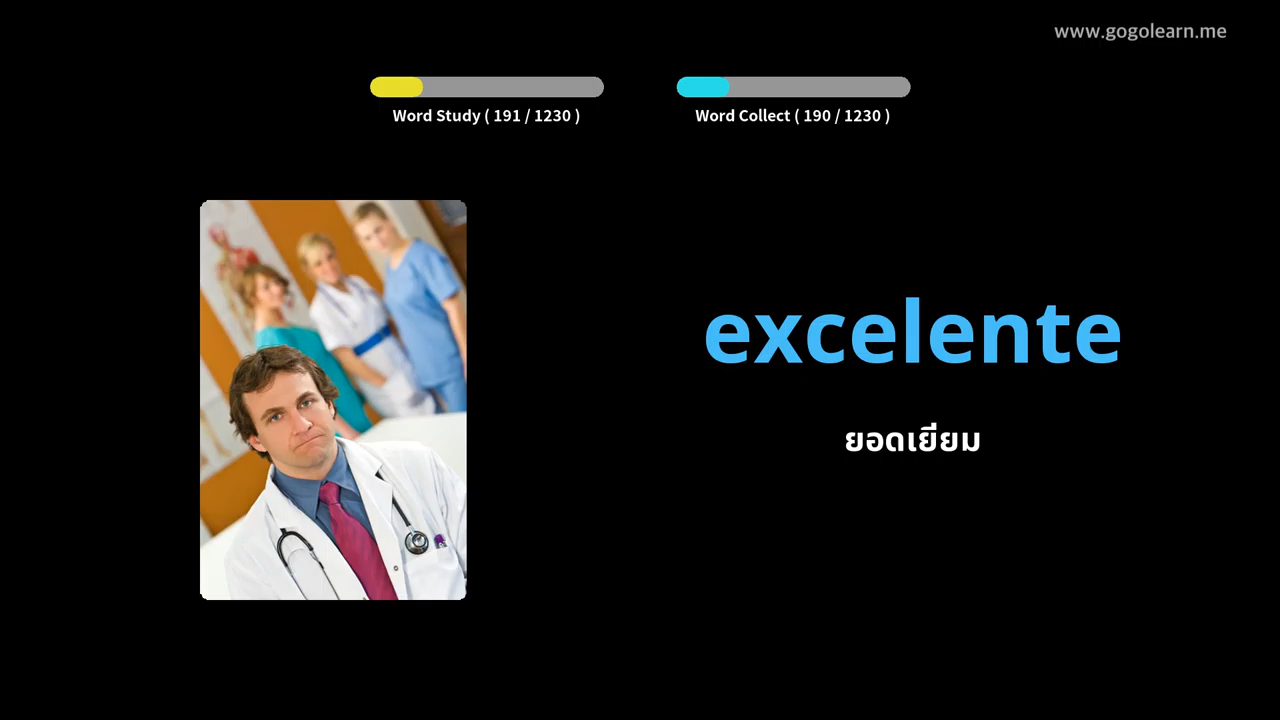 www.gogolearn.me
Word Study ( 191 / 1230 )
Word Collect ( 190 / 1230 )
excelente
ยอดเยี่ยม